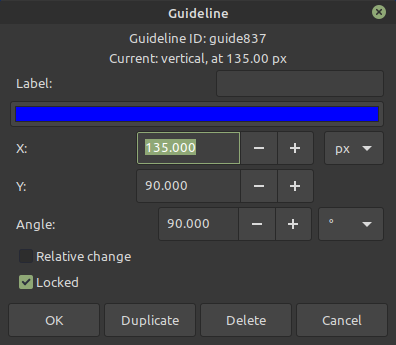 Guideline
Guideline ID: guide837
Current: vertical, at 135.00 px
Label:
X: 135.000 − + px
Y: 90.000 − +
Angle: 90.000 − + °
Relative change
Locked
OK Duplicate Delete Cancel